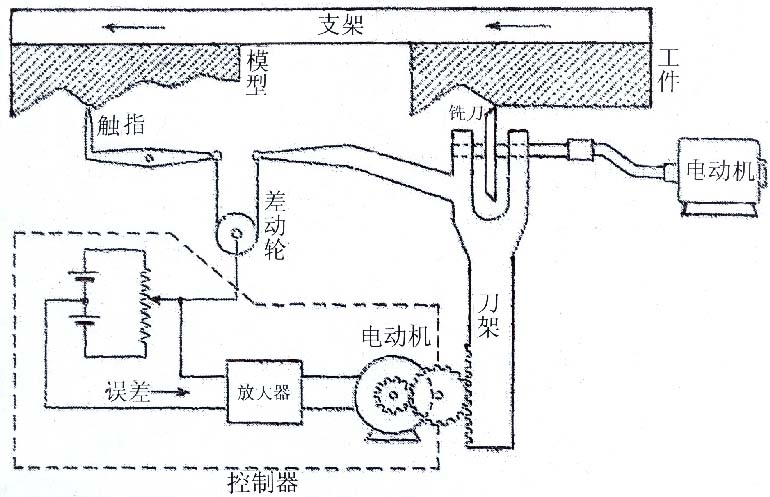 支架
模型
工件
触指
铣刀
电动机
差动轮
刀架
电动机
误差
放大器
控制器